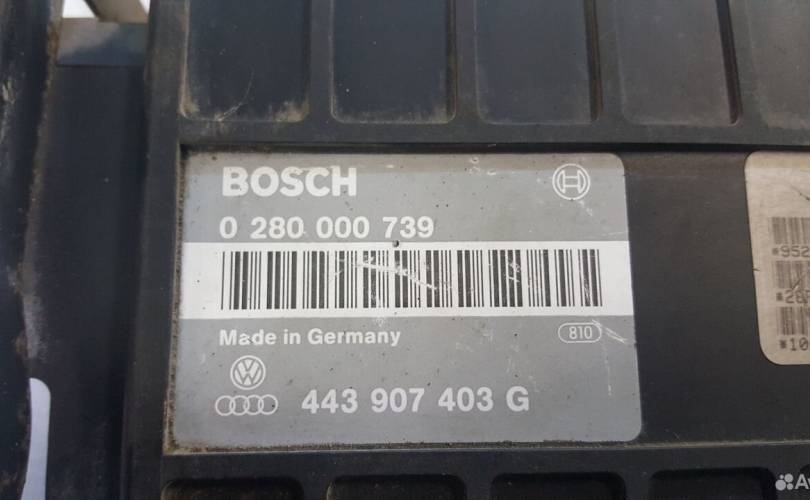 BOSCH
0 280 000 739
Made in Germany
810
443 907 403 G